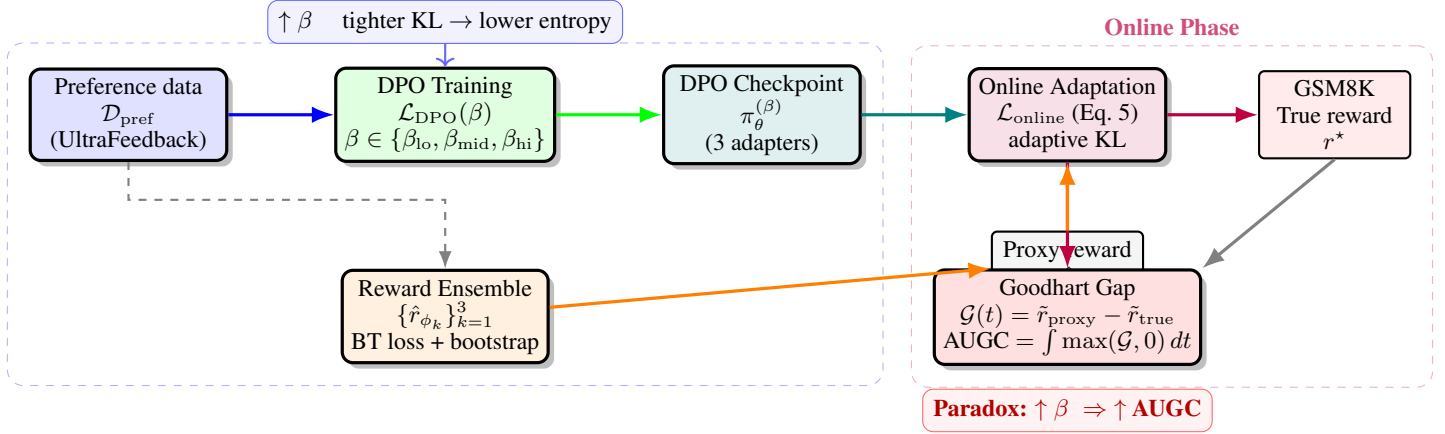 ↑ β tighter KL → lower entropy
Online Phase
Preference data
𝒟_pref
(UltraFeedback)
DPO Training
ℒ_DPO(β)
β ∈ {β_lo, β_mid, β_hi}
DPO Checkpoint
π_θ^(β)
(3 adapters)
Online Adaptation
ℒ_online (Eq. 5)
adaptive KL
GSM8K
True reward
r⋆
Reward Ensemble
{r̂_ϕ_k}_{k=1}^3
BT loss + bootstrap
Proxy reward
Goodhart Gap
𝒢(t) = r̃_proxy − r̃_true
AUGC = ∫ max(𝒢, 0) dt
Paradox: ↑ β ⇒ ↑ AUGC